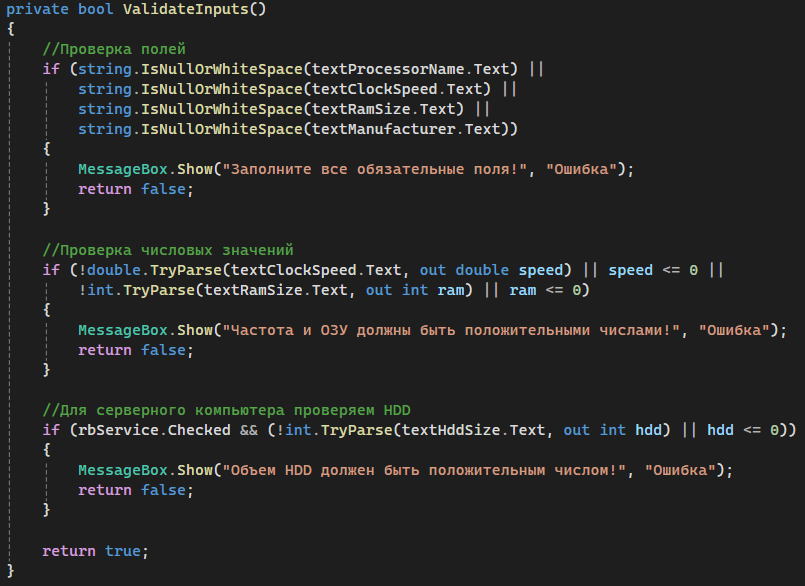 private bool ValidateInputs()
{
    //Проверка полей
    if (string.IsNullOrWhiteSpace(textProcessorName.Text) ||
        string.IsNullOrWhiteSpace(textClockSpeed.Text) ||
        string.IsNullOrWhiteSpace(textRamSize.Text) ||
        string.IsNullOrWhiteSpace(textManufacturer.Text))
    {
        MessageBox.Show("Заполните все обязательные поля!", "Ошибка");
        return false;
    }

    //Проверка числовых значений
    if (!double.TryParse(textClockSpeed.Text, out double speed) || speed <= 0 ||
        !int.TryParse(textRamSize.Text, out int ram) || ram <= 0)
    {
        MessageBox.Show("Частота и ОЗУ должны быть положительными числами!", "Ошибка");
        return false;
    }

    //Для серверного компьютера проверяем HDD
    if (rbService.Checked && (!int.TryParse(textHddSize.Text, out int hdd) || hdd <= 0))
    {
        MessageBox.Show("Объем HDD должен быть положительным числом!", "Ошибка");
        return false;
    }

    return true;
}